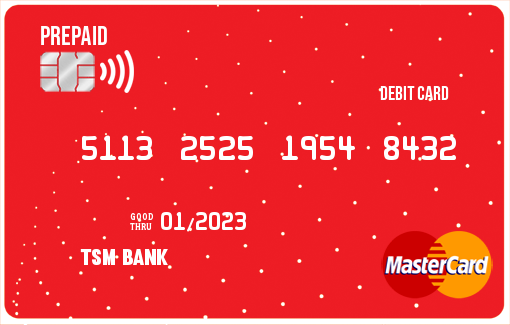 PREPAID
DEBIT CARD
5113 2525 1954 8432
GOOD THRU 01/2023
TSM BANK
MasterCard